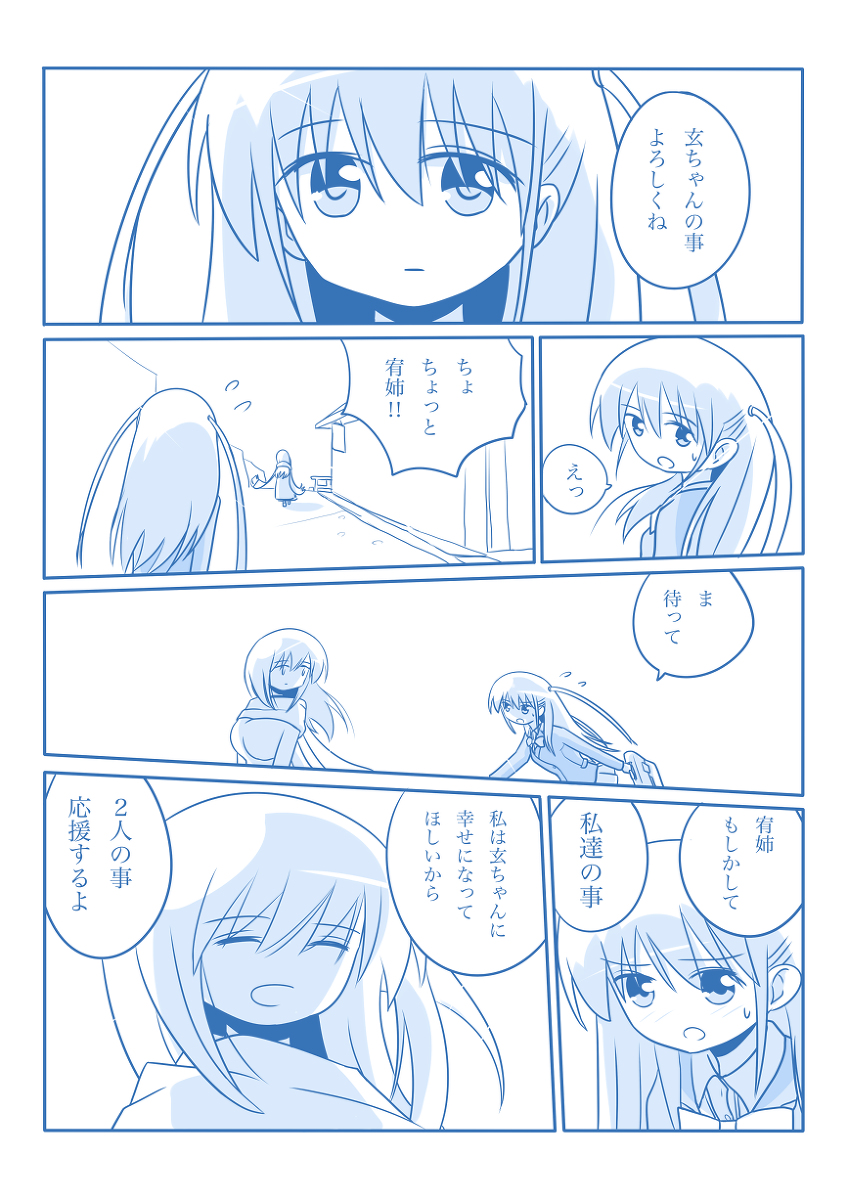 玄ちゃんの事
よろしくね
えっ
ちょ
ちょっと
宥姉!!
ま
待って
宥姉
もしかして
私達の事
私は玄ちゃんに
幸せになって
ほしいから
2人の事
応援するよ